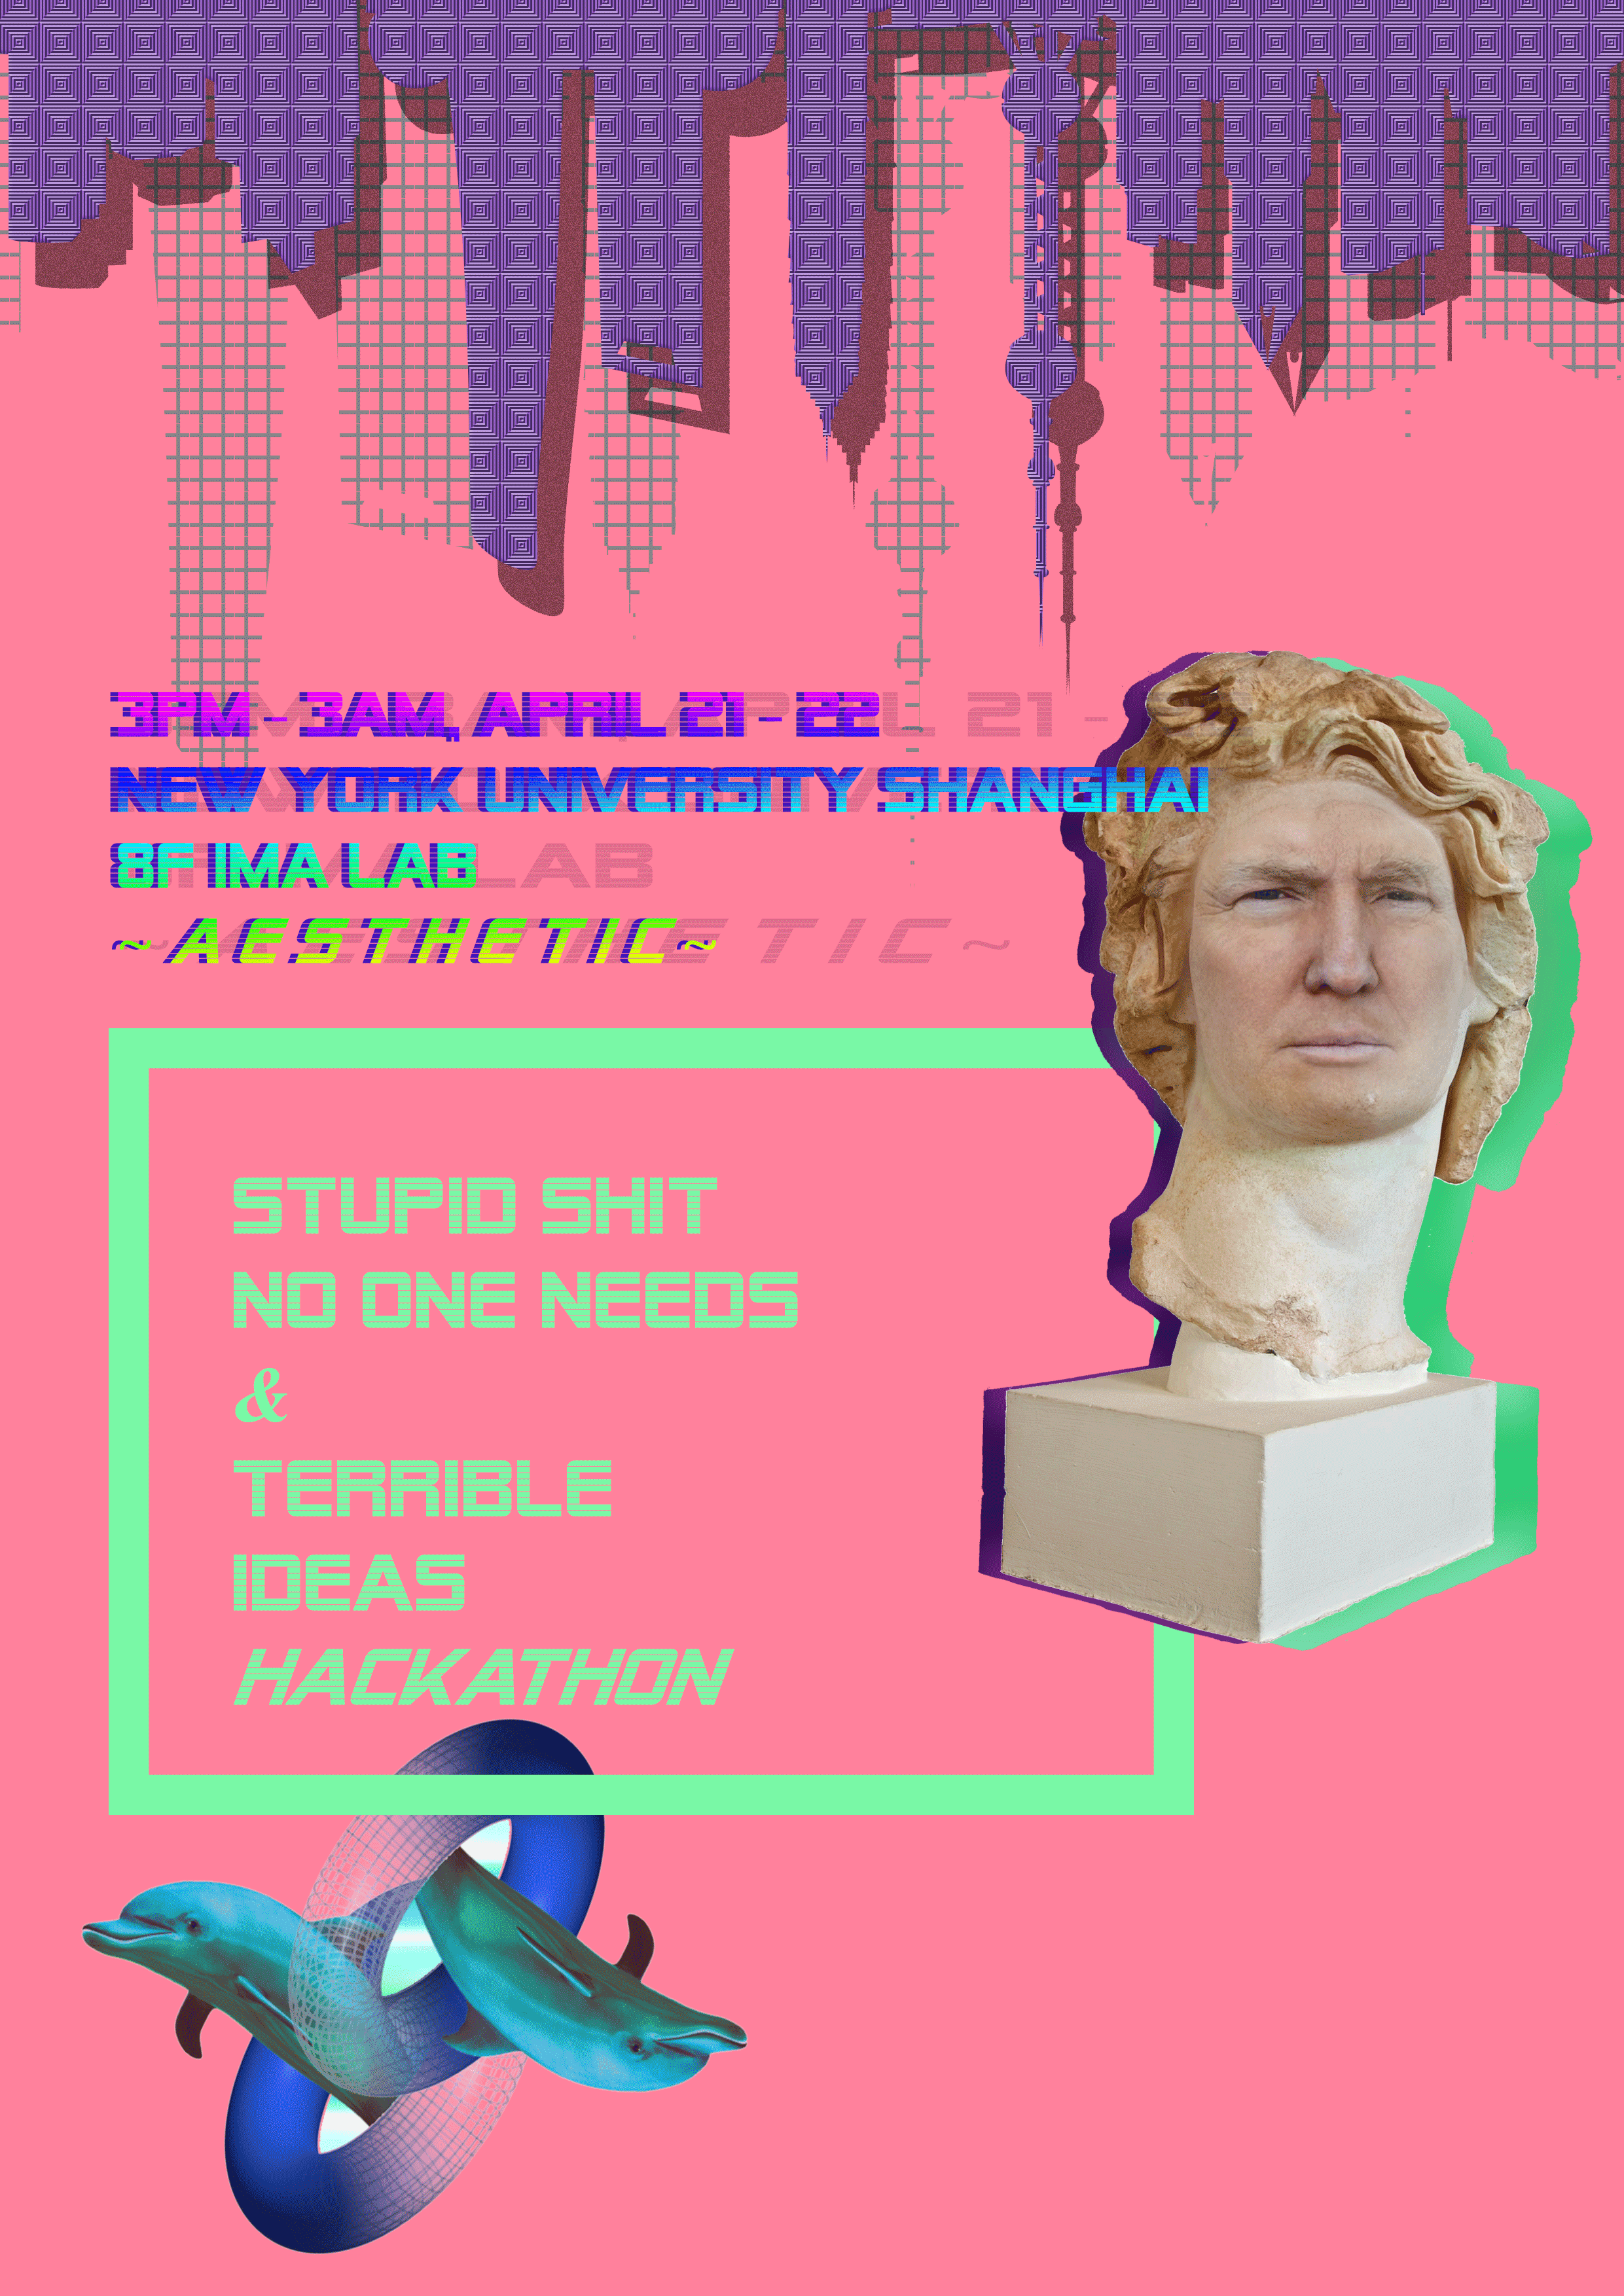 3PM - 3AM, APRIL 21 - 22
NEW YORK UNIVERSITY SHANGHAI
8F IMA LAB
~ AESTHETIC~
STUPID SHIT
NO ONE NEEDS
&
TERRIBLE
IDEAS
HACKATHON